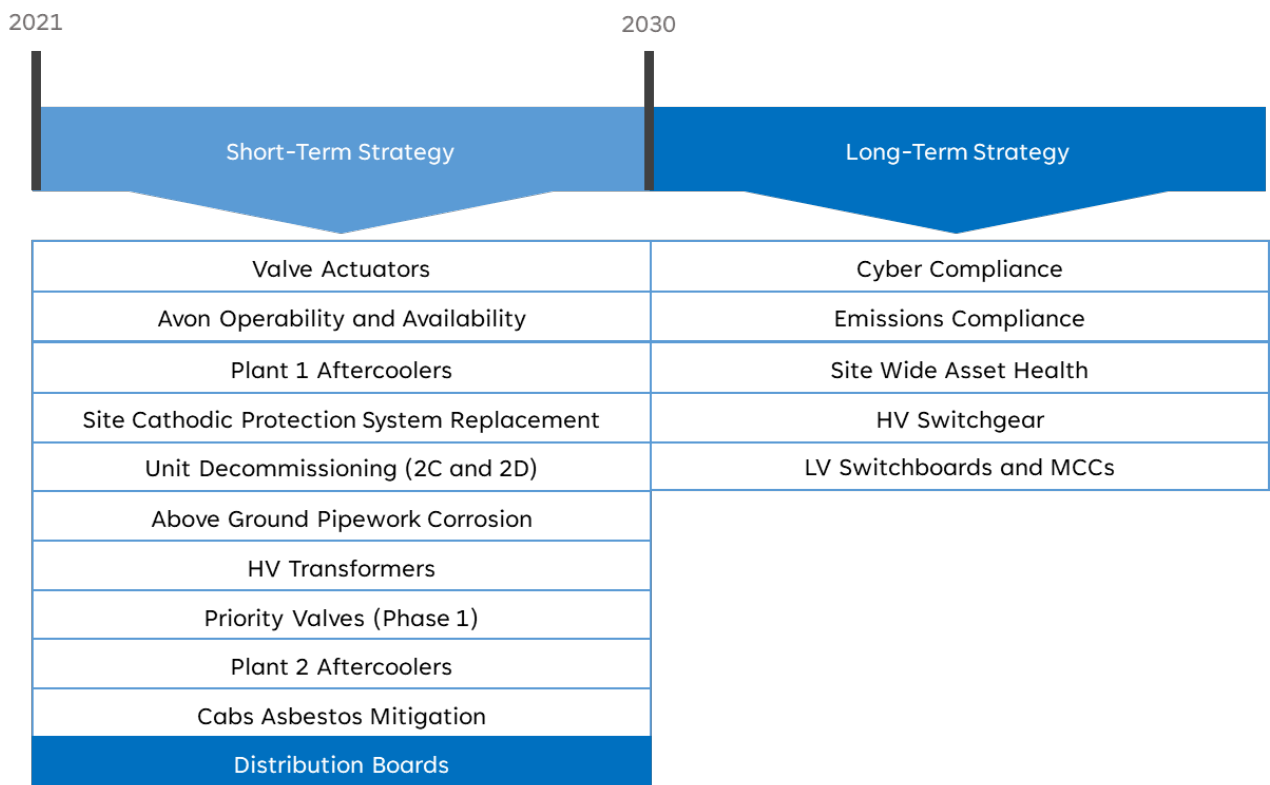 2021
2030
Short-Term Strategy
Long-Term Strategy
Valve Actuators
Cyber Compliance
Avon Operability and Availability
Emissions Compliance
Plant 1 Aftercoolers
Site Wide Asset Health
Site Cathodic Protection System Replacement
HV Switchgear
Unit Decommissioning (2C and 2D)
LV Switchboards and MCCs
Above Ground Pipework Corrosion
HV Transformers
Priority Valves (Phase 1)
Plant 2 Aftercoolers
Cabs Asbestos Mitigation
Distribution Boards